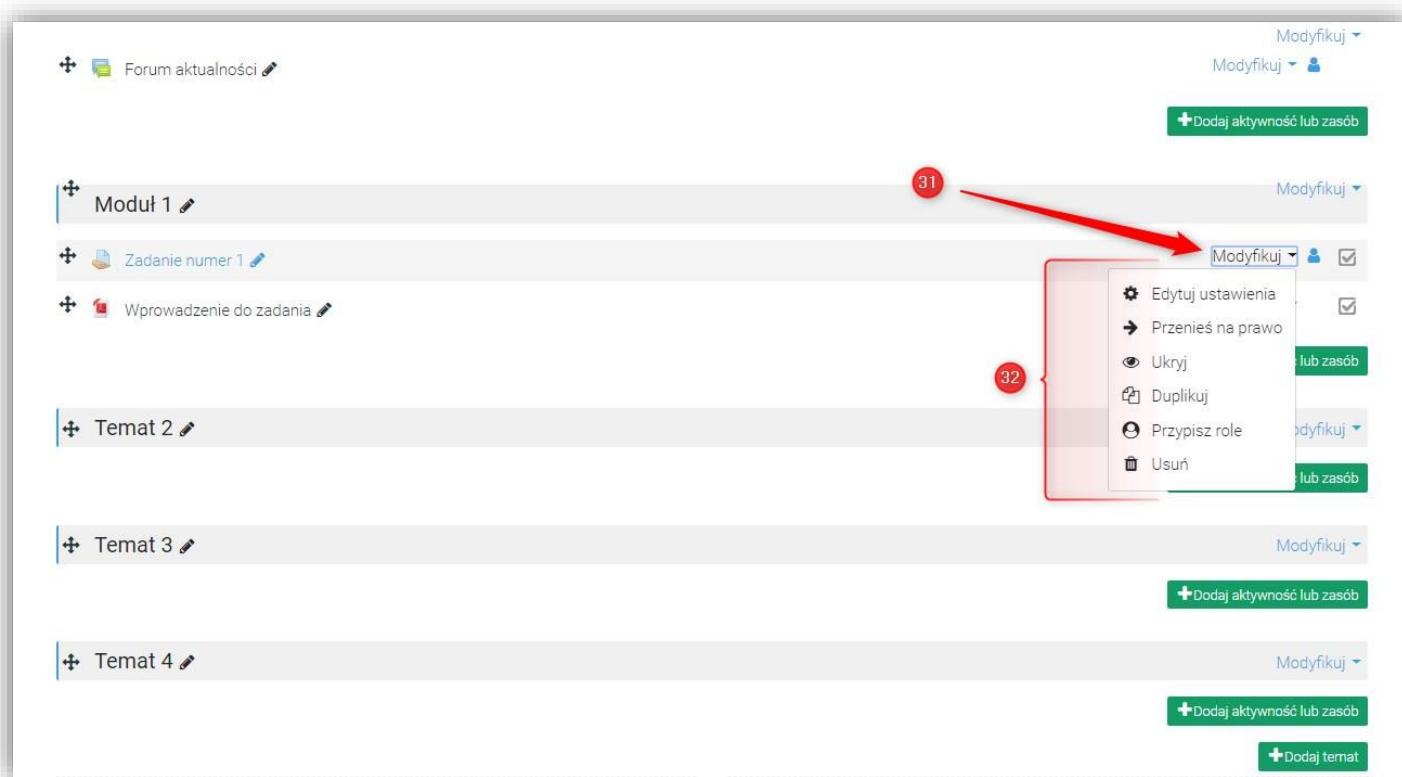 Modyfikuj
Forum aktualności Modyfikuj
Dodaj aktywność lub zasób
31
Moduł 1 Modyfikuj
Zadanie numer 1 Modyfikuj
Edytuj ustawienia
Wprowadzenie do zadania
Przenieś na prawo
Ukryj lub zasób
32
Duplikuj
Temat 2 Przypisz role dyfikuj
Usuń lub zasób
Temat 3 Modyfikuj
Dodaj aktywność lub zasób
Temat 4 Modyfikuj
Dodaj aktywność lub zasób
Dodaj temat